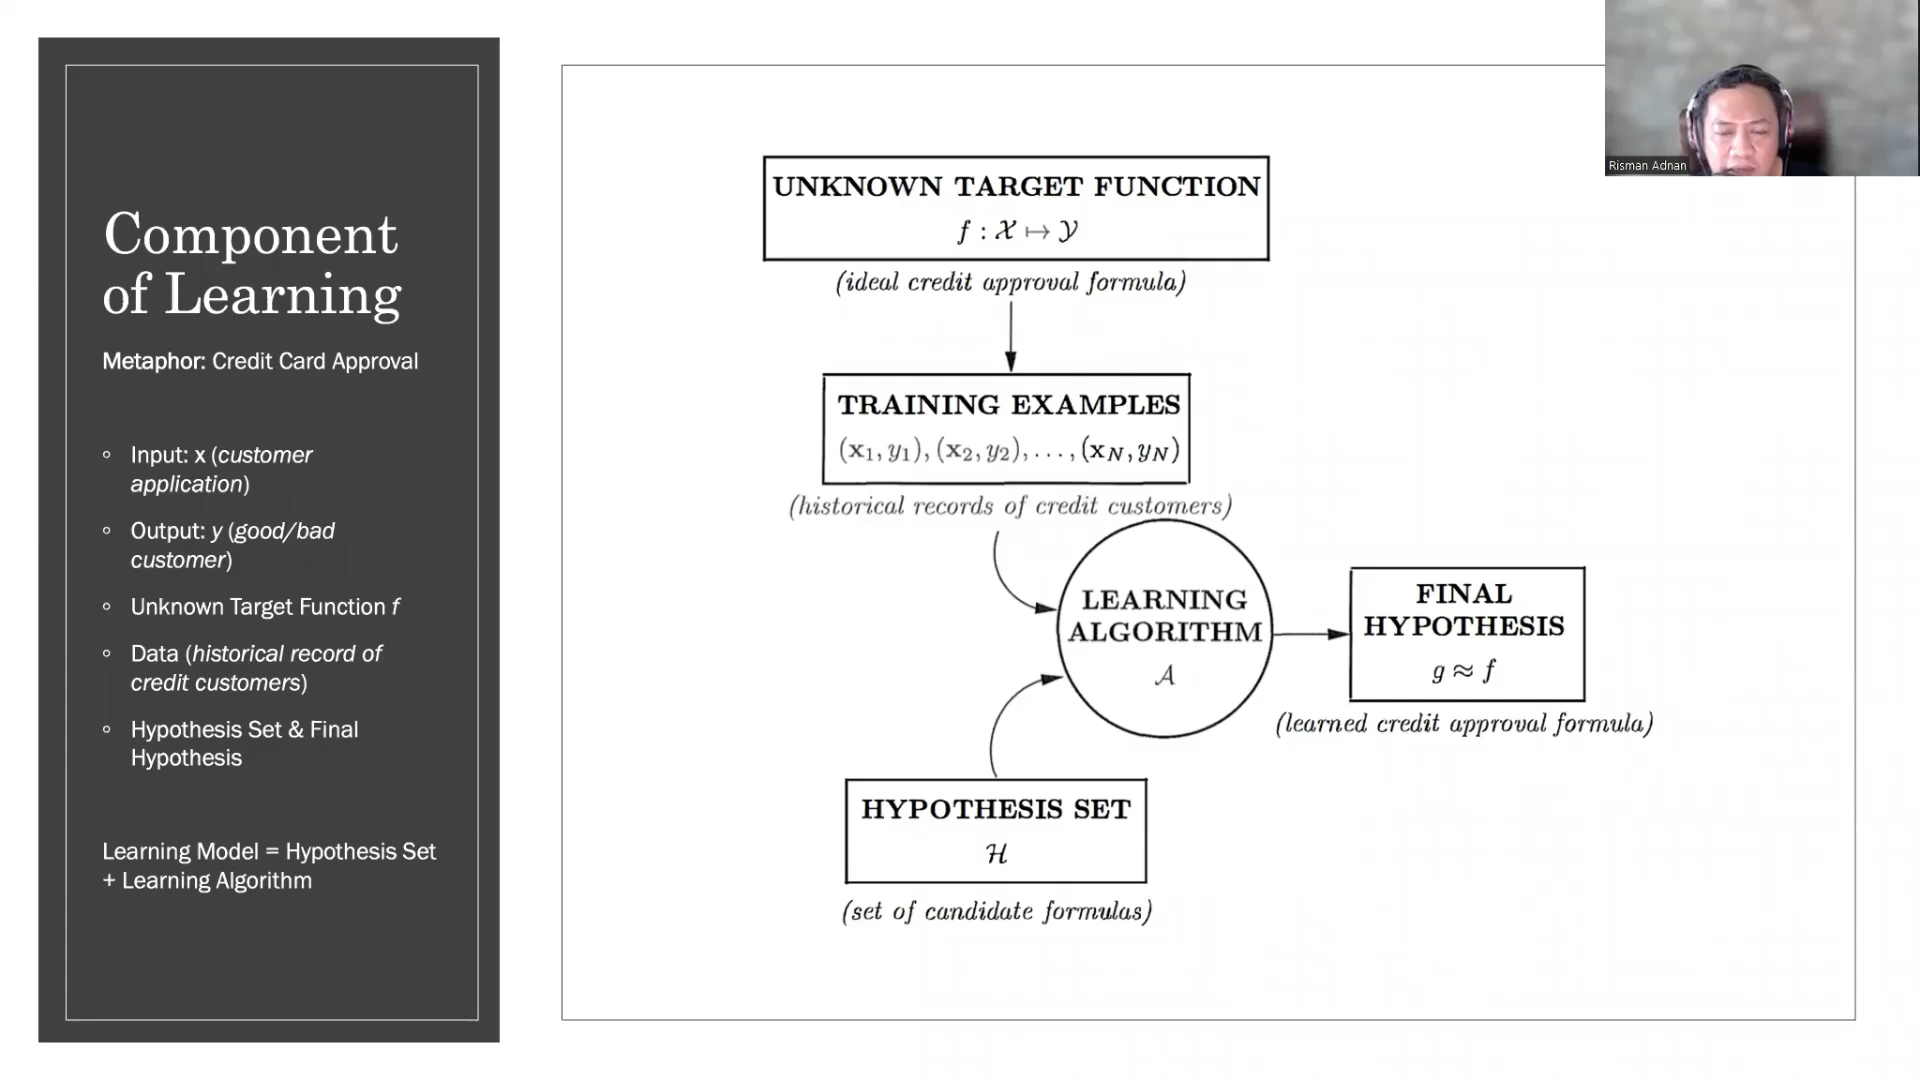 Component
of Learning
Metaphor: Credit Card Approval
◦ Input: x (customer
application)
◦ Output: y (good/bad
customer)
◦ Unknown Target Function f
◦ Data (historical record of
credit customers)
◦ Hypothesis Set & Final
Hypothesis
Learning Model = Hypothesis Set
+ Learning Algorithm
UNKNOWN TARGET FUNCTION
f : 𝒳 ↦ 𝒴
(ideal credit approval formula)
TRAINING EXAMPLES
(x₁, y₁), (x₂, y₂), . . . , (x_N, y_N)
(historical records of credit customers)
LEARNING
ALGORITHM
𝒜
FINAL
HYPOTHESIS
g ≈ f
(learned credit approval formula)
HYPOTHESIS SET
ℋ
(set of candidate formulas)
Risman Adnan